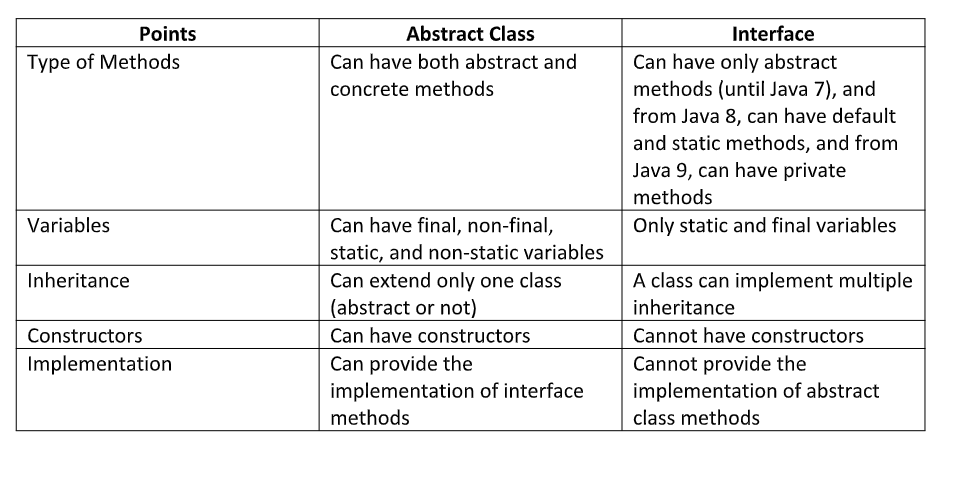 Points Abstract Class Interface
Type of Methods
Can have both abstract and
concrete methods
Can have only abstract
methods (until Java 7), and
from Java 8, can have default
and static methods, and from
Java 9, can have private
methods
Variables
Can have final, non-final,
static, and non-static variables
Only static and final variables
Inheritance
Can extend only one class
(abstract or not)
A class can implement multiple
inheritance
Constructors
Can have constructors
Cannot have constructors
Implementation
Can provide the
implementation of interface
methods
Cannot provide the
implementation of abstract
class methods